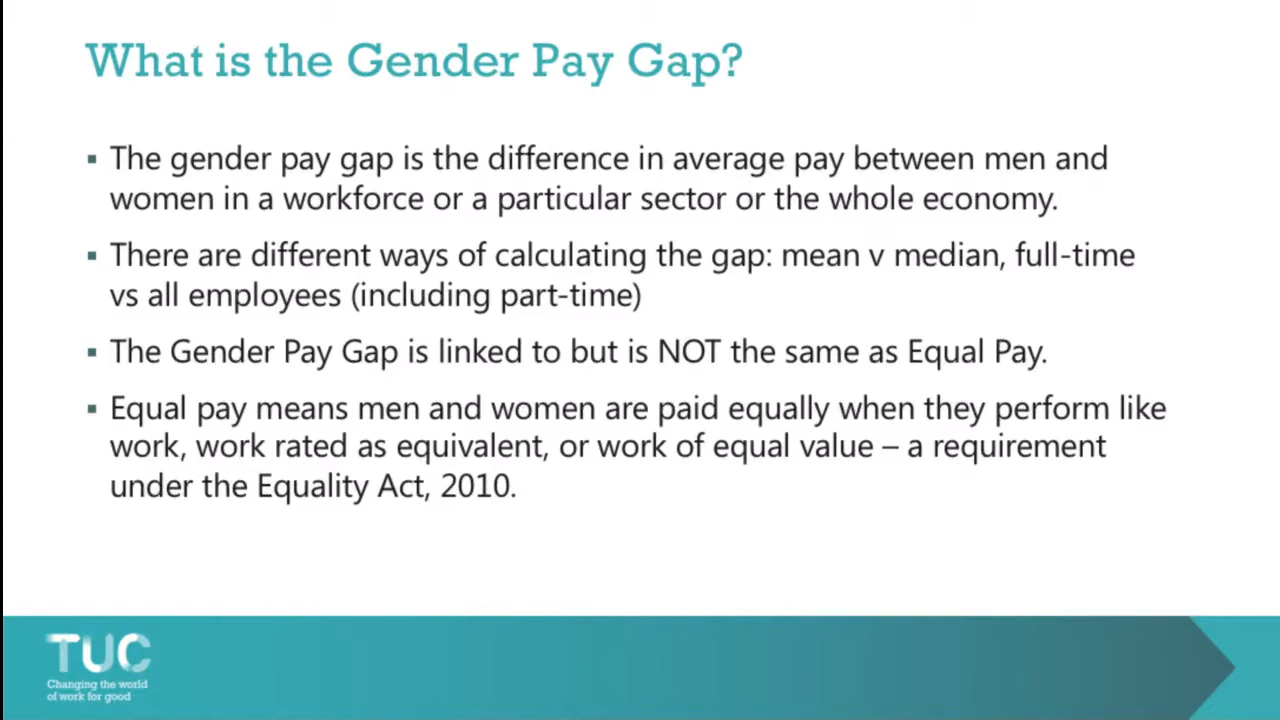 What is the Gender Pay Gap?
▪ The gender pay gap is the difference in average pay between men and
women in a workforce or a particular sector or the whole economy.
▪ There are different ways of calculating the gap: mean v median, full-time
vs all employees (including part-time)
▪ The Gender Pay Gap is linked to but is NOT the same as Equal Pay.
▪ Equal pay means men and women are paid equally when they perform like
work, work rated as equivalent, or work of equal value – a requirement
under the Equality Act, 2010.
TUC
Changing the world
of work for good